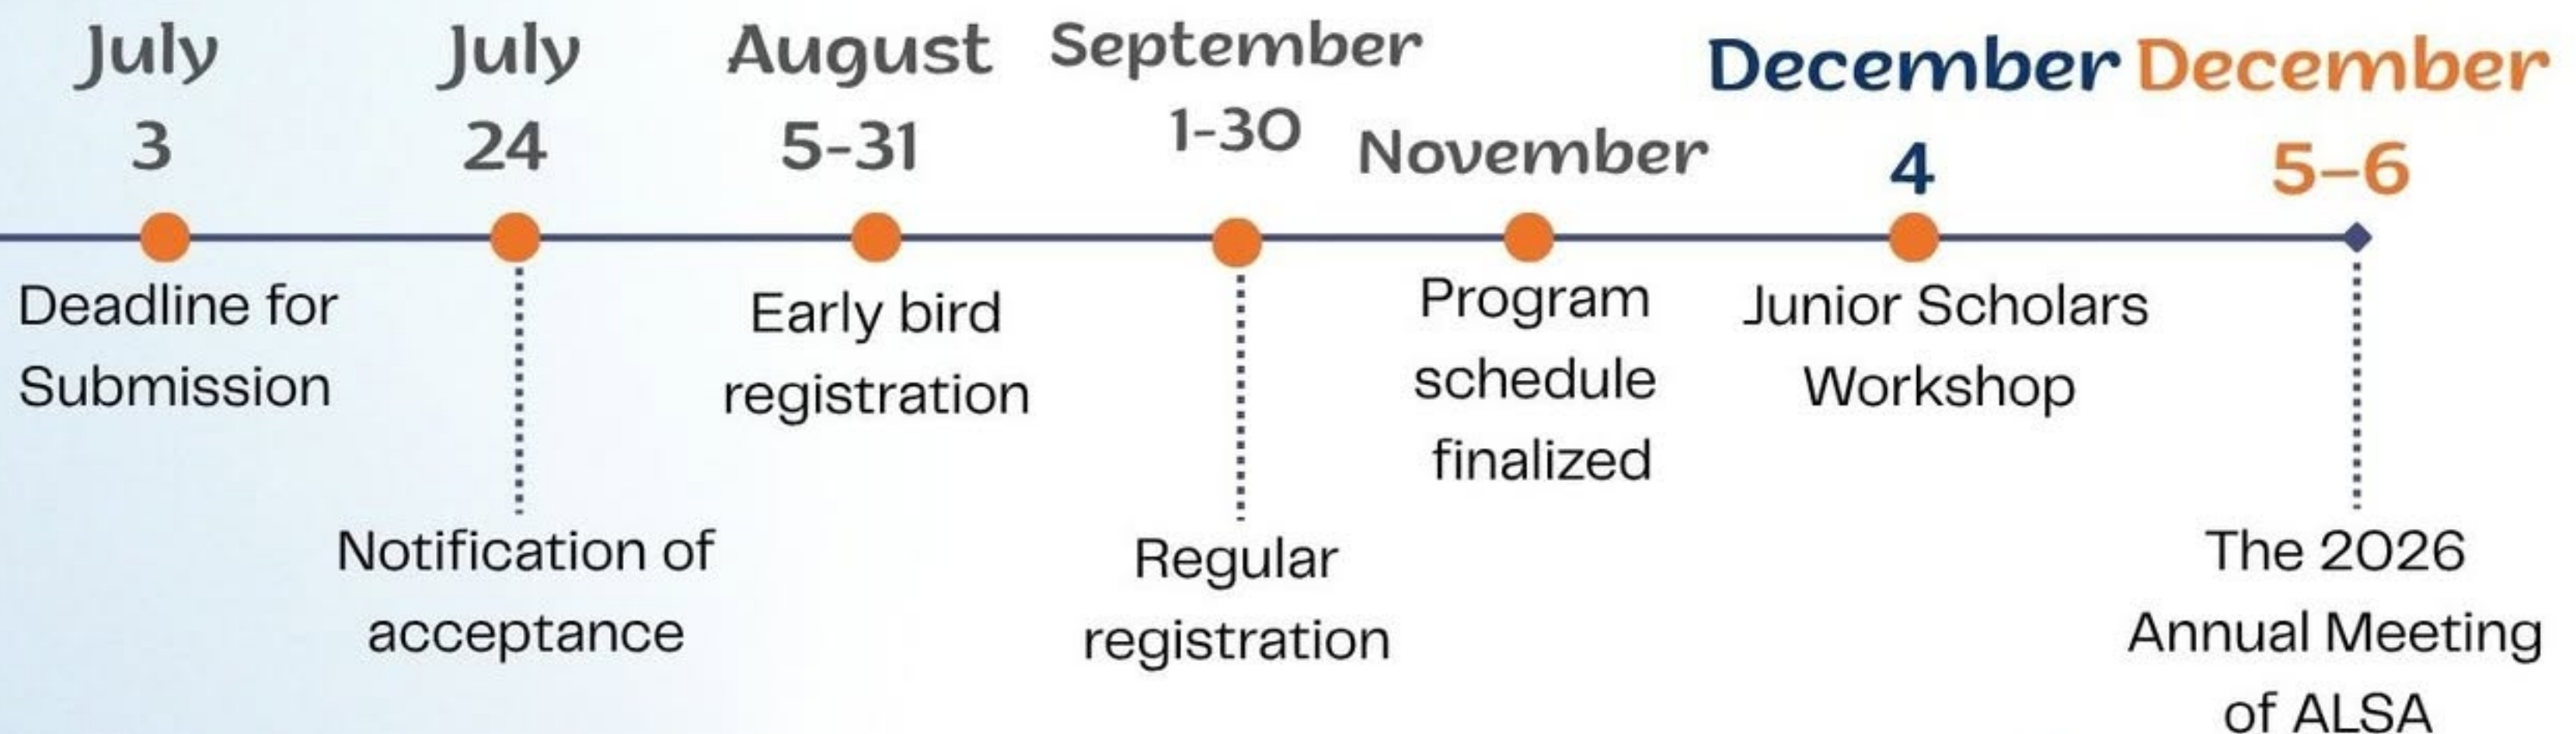 July
3
Deadline for
Submission
July
24
Notification of
acceptance
August
5-31
Early bird
registration
September
1-30
Regular
registration
November
Program
schedule
finalized
December
4
Junior Scholars
Workshop
December
5–6
The 2026
Annual Meeting
of ALSA